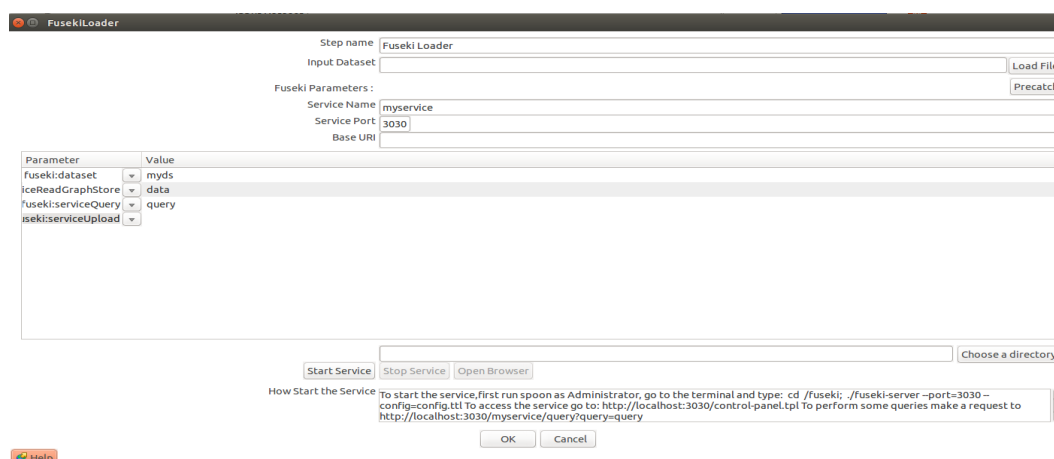 FusekiLoader
Step name Fuseki Loader
Input Dataset Load File
Fuseki Parameters : Precatch
Service Name myservice
Service Port 3030
Base URI
Parameter Value
fuseki:dataset myds
iceReadGraphStore data
fuseki:serviceQuery query
useki:serviceUpload
Choose a directory
Start Service Stop Service Open Browser
How Start the Service To start the service,first run spoon as Administrator, go to the terminal and type: cd /fuseki; ./fuseki-server --port=3030 --
config=config.ttl To access the service go to: http://localhost:3030/control-panel.tpl To perform some queries make a request to
http://localhost:3030/myservice/query?query=query
OK Cancel
Help